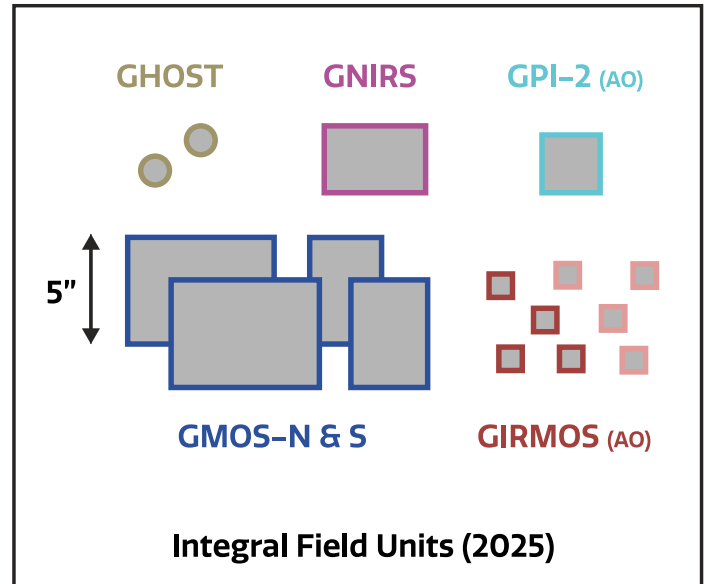 GHOST
GNIRS
GPI–2 (AO)
5”
GMOS–N & S
GIRMOS (AO)
Integral Field Units (2025)